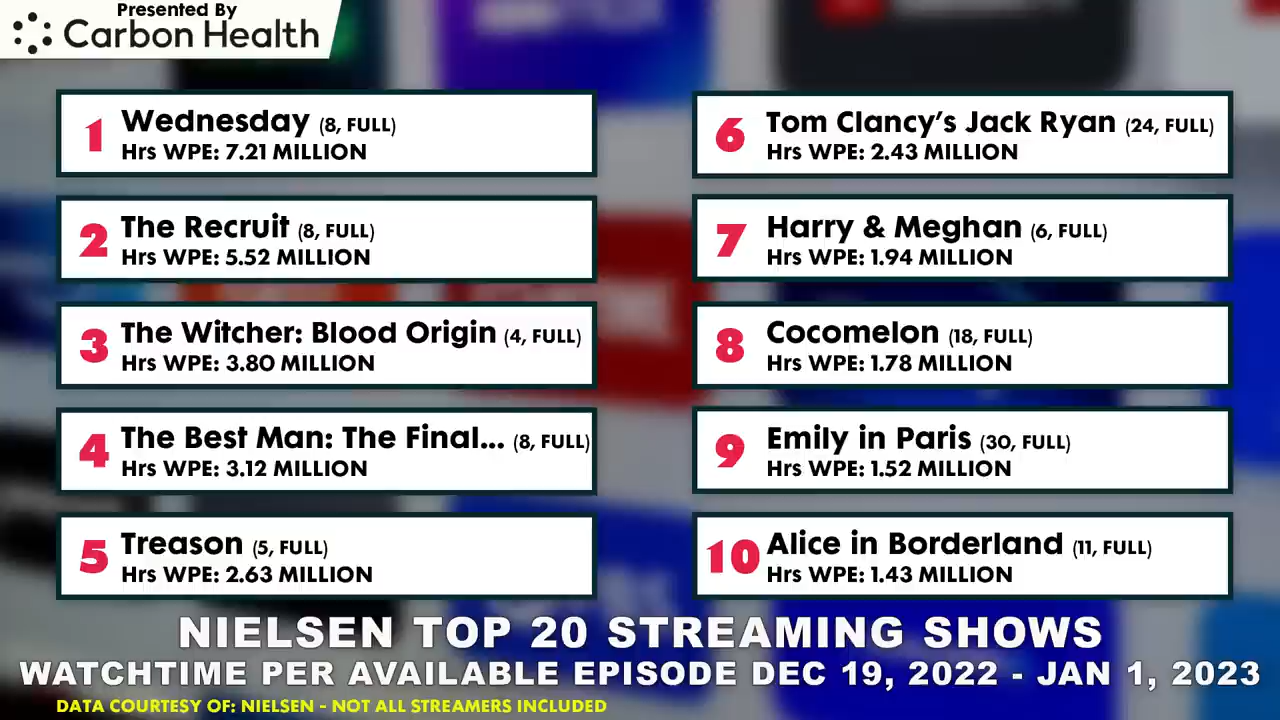 Presented By
Carbon Health
1
Wednesday (8, FULL)
Hrs WPE: 7.21 MILLION
2
The Recruit (8, FULL)
Hrs WPE: 5.52 MILLION
3
The Witcher: Blood Origin (4, FULL)
Hrs WPE: 3.80 MILLION
4
The Best Man: The Final... (8, FULL)
Hrs WPE: 3.12 MILLION
5
Treason (5, FULL)
Hrs WPE: 2.63 MILLION
6
Tom Clancy's Jack Ryan (24, FULL)
Hrs WPE: 2.43 MILLION
7
Harry & Meghan (6, FULL)
Hrs WPE: 1.94 MILLION
8
Cocomelon (18, FULL)
Hrs WPE: 1.78 MILLION
9
Emily in Paris (30, FULL)
Hrs WPE: 1.52 MILLION
10
Alice in Borderland (11, FULL)
Hrs WPE: 1.43 MILLION
NIELSEN TOP 20 STREAMING SHOWS
WATCHTIME PER AVAILABLE EPISODE DEC 19, 2022 - JAN 1, 2023
DATA COURTESY OF: NIELSEN - NOT ALL STREAMERS INCLUDED